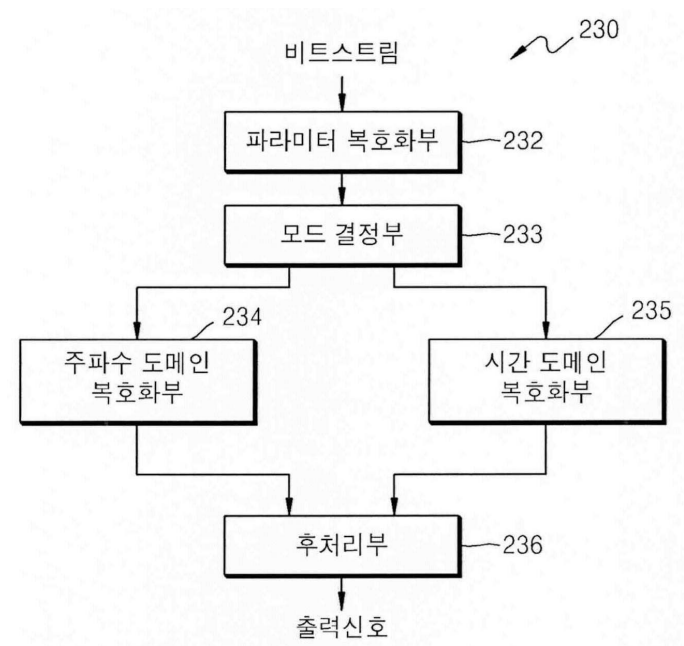 230
비트스트림
파라미터 복호화부
232
모드 결정부
233
234
주파수 도메인
복호화부
235
시간 도메인
복호화부
후처리부
236
출력신호